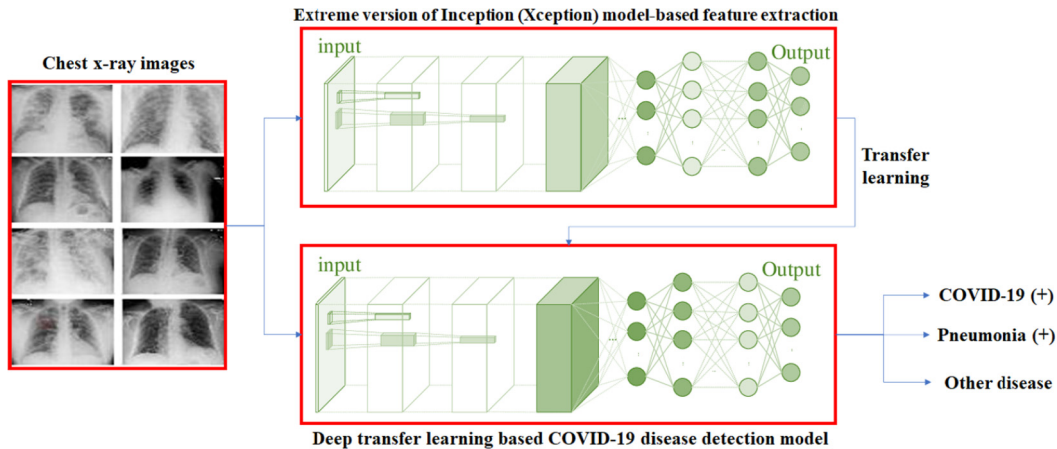 Extreme version of Inception (Xception) model-based feature extraction
Chest x-ray images
input
Output
...
Transfer
learning
input
Output
...
COVID-19 (+)
Pneumonia (+)
Other disease
Deep transfer learning based COVID-19 disease detection model